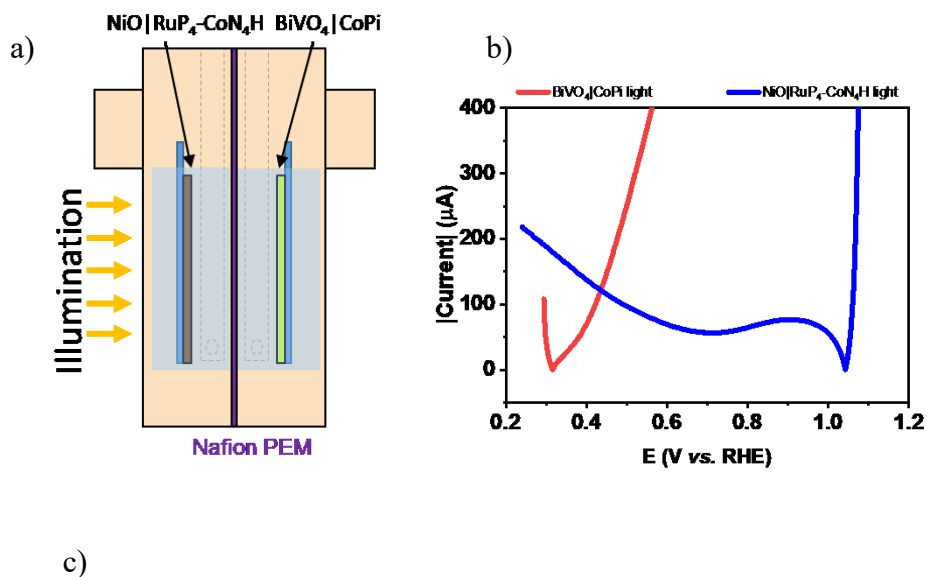 a)
NiO|RuP₄-CoN₄H BiVO₄|CoPi
Illumination
Nafion PEM
b)
BiVO₄|CoPi light NiO|RuP₄-CoN₄H light
|Current| (μA)
400
300
200
100
0
0.2 0.4 0.6 0.8 1.0 1.2
E (V vs. RHE)
c)